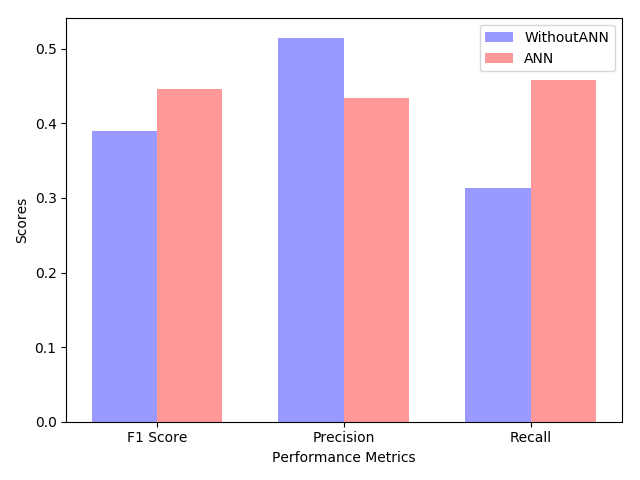 WithoutANN
ANN
Scores
0.5
0.4
0.3
0.2
0.1
0.0
F1 Score Precision Recall
Performance Metrics